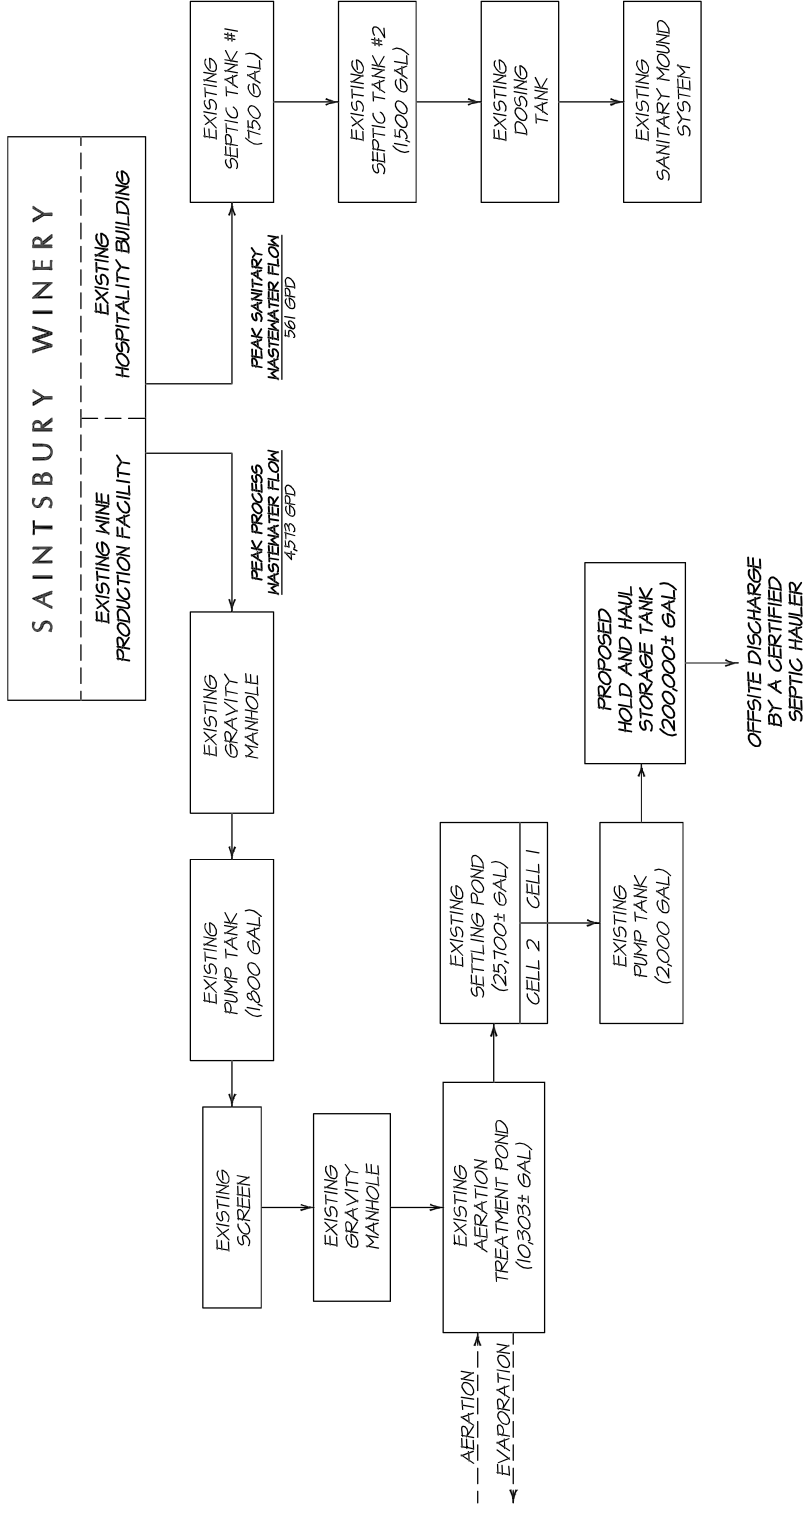 SAINTSBURY WINERY
EXISTING WINE
PRODUCTION FACILITY
EXISTING
HOSPITALITY BUILDING
PEAK PROCESS
WASTEWATER FLOW
4,573 GPD
PEAK SANITARY
WASTEWATER FLOW
561 GPD
EXISTING
SCREEN
EXISTING
PUMP TANK
(1,800 GAL)
EXISTING
GRAVITY
MANHOLE
EXISTING
SEPTIC TANK #1
(750 GAL)
EXISTING
GRAVITY
MANHOLE
EXISTING
SEPTIC TANK #2
(1,500 GAL)
AERATION
EVAPORATION
EXISTING
AERATION
TREATMENT POND
(10,303± GAL)
EXISTING
SETTLING POND
(25,700± GAL)
CELL 2
CELL 1
EXISTING
DOSING
TANK
EXISTING
PUMP TANK
(2,000 GAL)
PROPOSED
HOLD AND HAUL
STORAGE TANK
(200,000± GAL)
EXISTING
SANITARY MOUND
SYSTEM
OFFSITE DISCHARGE
BY A CERTIFIED
SEPTIC HAULER